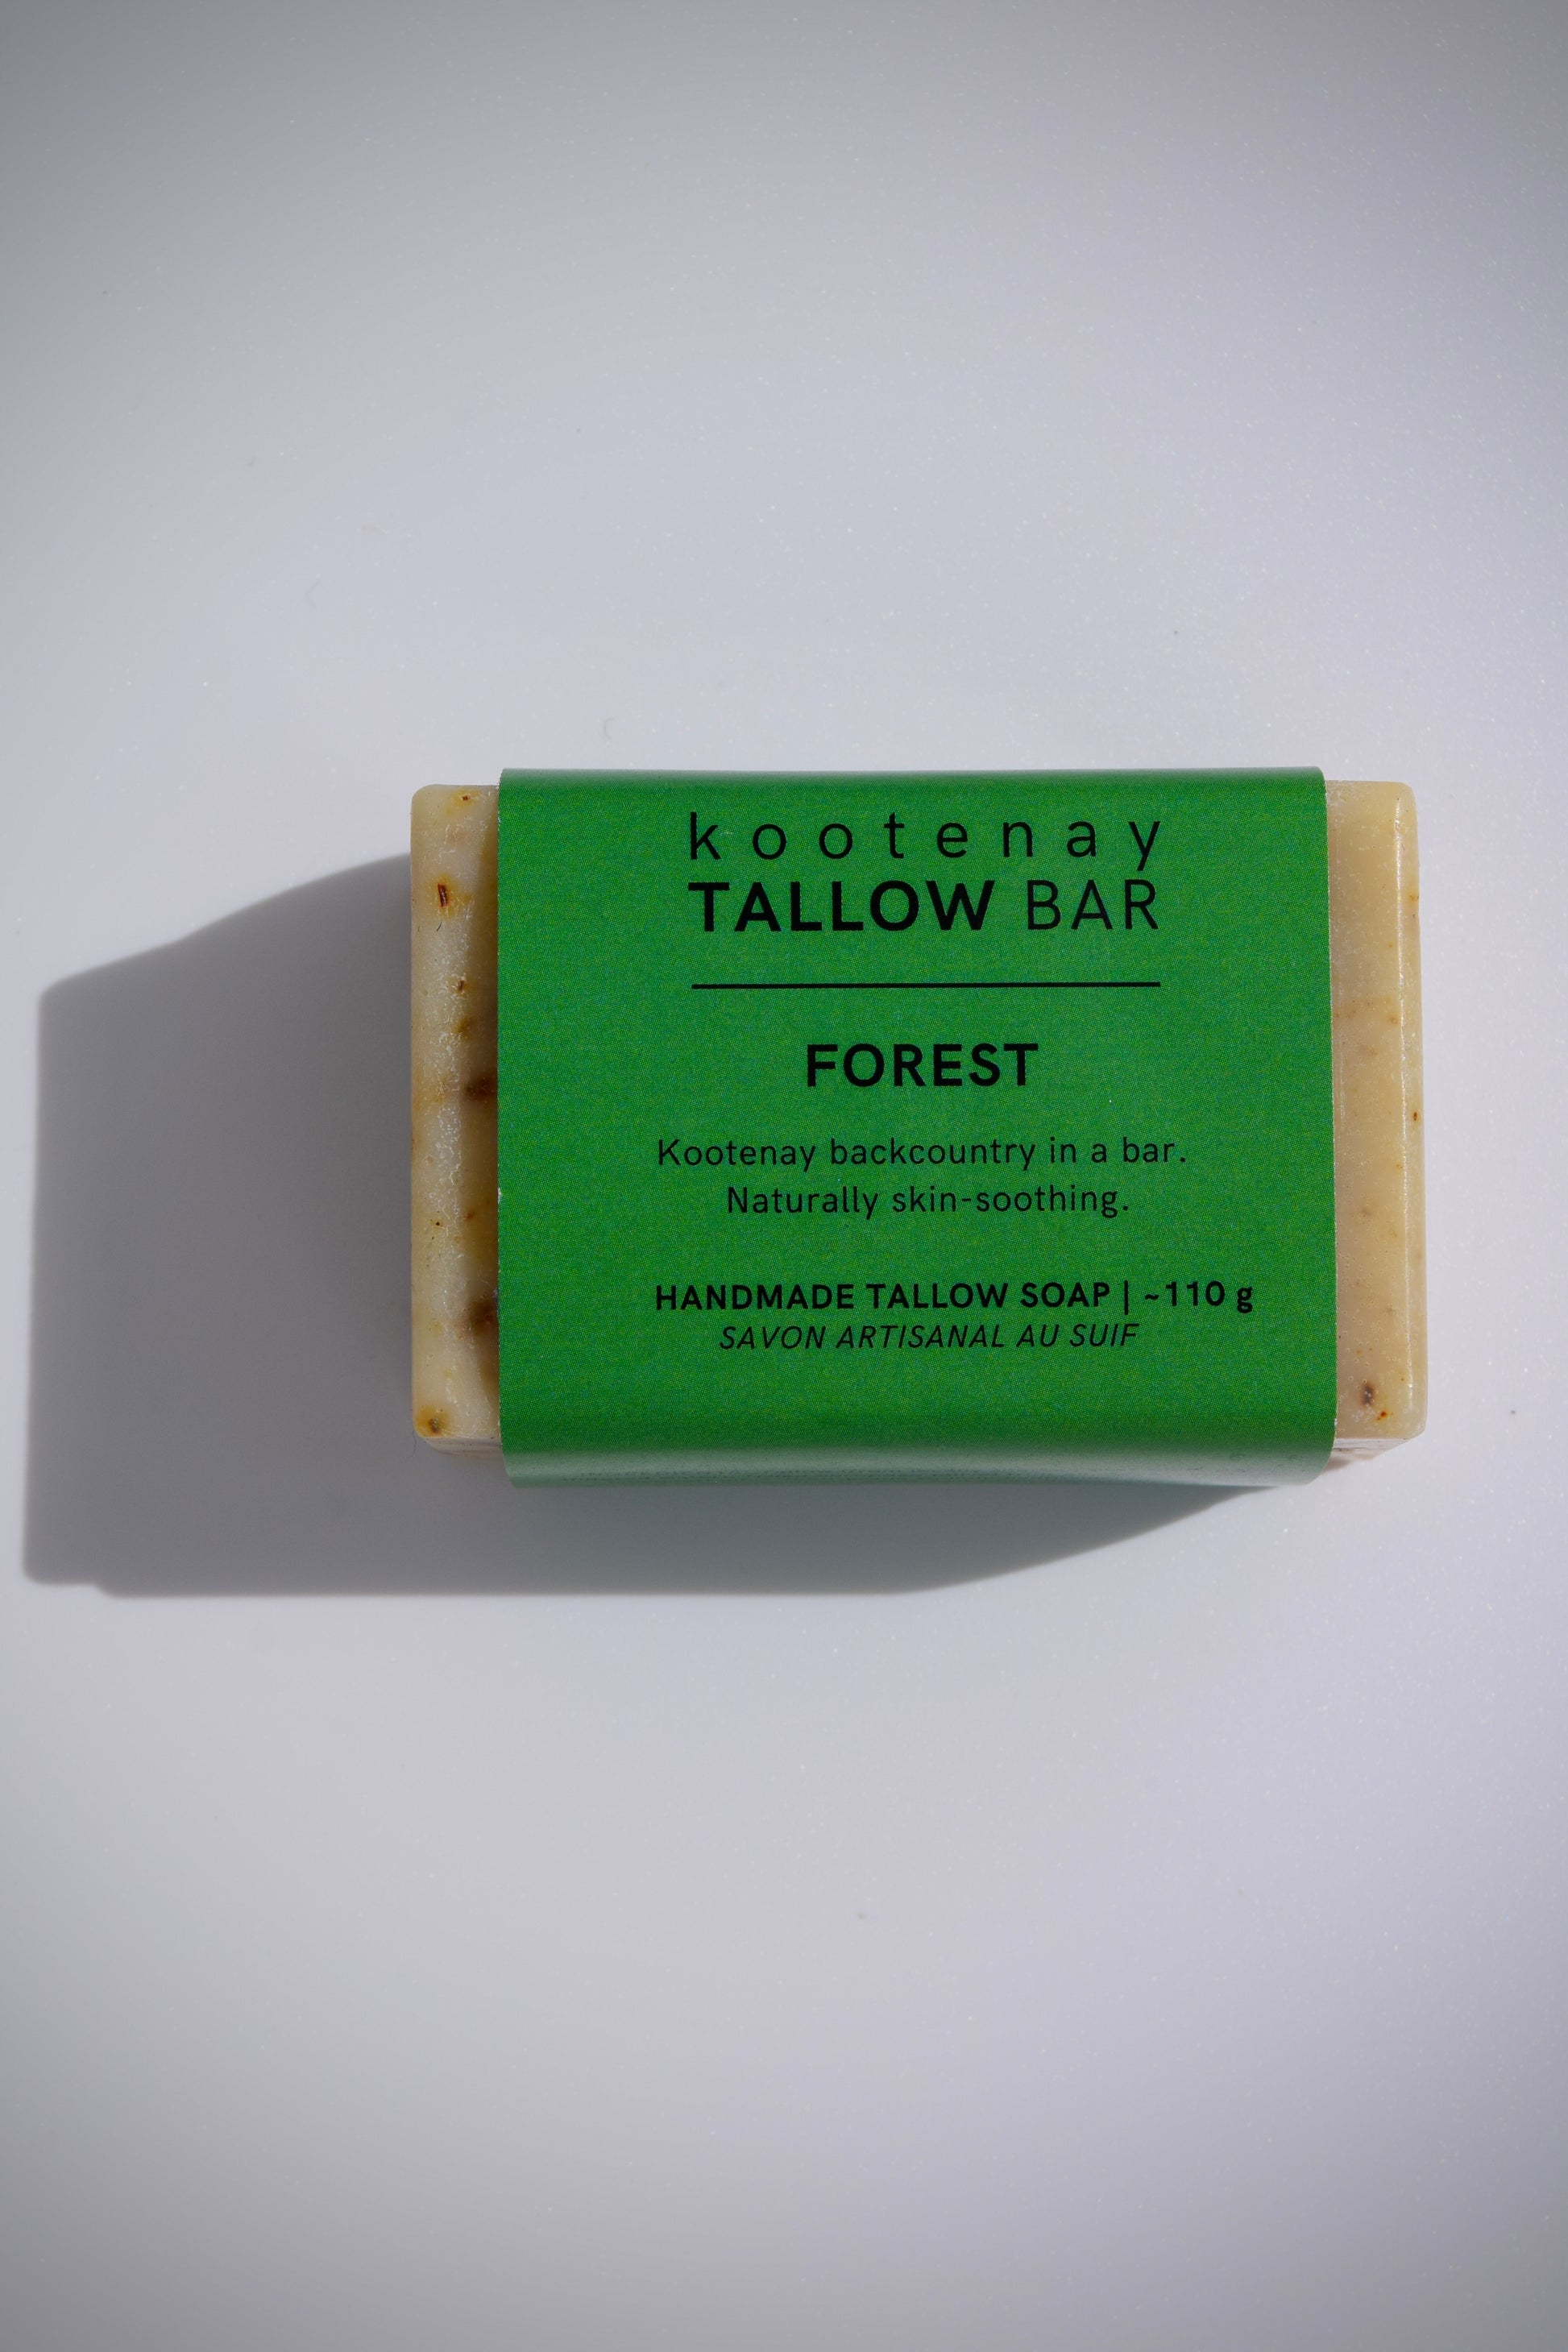 kootenay
TALLOW BAR
FOREST
Kootenay backcountry in a bar.
Naturally skin-soothing.
HANDMADE TALLOW SOAP | ~110 g
SAVON ARTISANAL AU SUIF